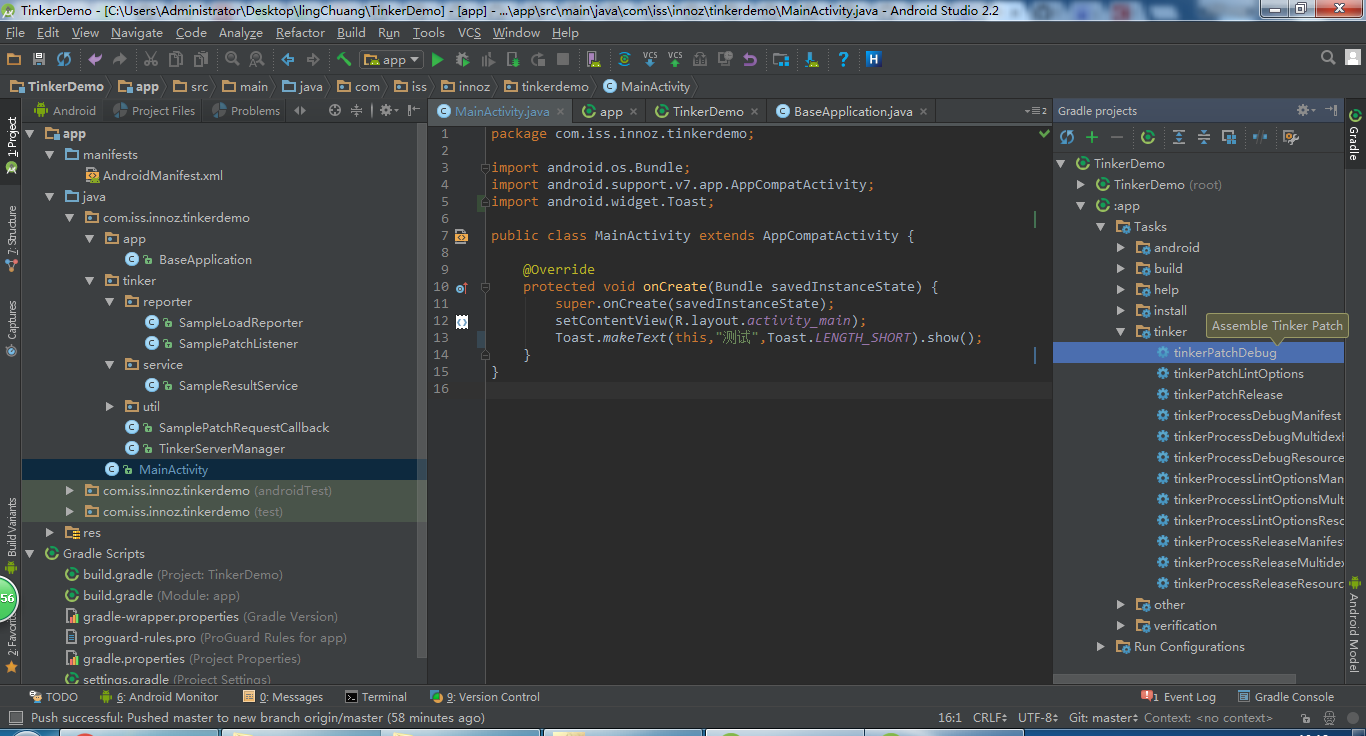 TinkerDemo - [C:\Users\Administrator\Desktop\lingChuang\TinkerDemo] - [app] - ...\app\src\main\java\com\iss\innoz\tinkerdemo\MainActivity.java - Android Studio 2.2
File Edit View Navigate Code Analyze Refactor Build Run Tools VCS Window Help
app VCS VCS ? H
TinkerDemo app src main java com iss innoz tinkerdemo MainActivity
Android Project Files Problems
MainActivity.java app TinkerDemo BaseApplication.java 2
Gradle projects
1: Project
7: Structure
Captures
Build Variants
2: Favorites
56
app
manifests
AndroidManifest.xml
java
com.iss.innoz.tinkerdemo
app
BaseApplication
tinker
reporter
SampleLoadReporter
SamplePatchListener
service
SampleResultService
util
SamplePatchRequestCallback
TinkerServerManager
MainActivity
com.iss.innoz.tinkerdemo (androidTest)
com.iss.innoz.tinkerdemo (test)
res
Gradle Scripts
build.gradle (Project: TinkerDemo)
build.gradle (Module: app)
gradle-wrapper.properties (Gradle Version)
proguard-rules.pro (ProGuard Rules for app)
gradle.properties (Project Properties)
settings.gradle (Project Settings)
1 package com.iss.innoz.tinkerdemo;
2
3 import android.os.Bundle;
4 import android.support.v7.app.AppCompatActivity;
5 import android.widget.Toast;
6
7 public class MainActivity extends AppCompatActivity {
8
9 @Override
10 protected void onCreate(Bundle savedInstanceState) {
11 super.onCreate(savedInstanceState);
12 setContentView(R.layout.activity_main);
13 Toast.makeText(this,"测试",Toast.LENGTH_SHORT).show();
14 }
15 }
16
TinkerDemo
TinkerDemo (root)
:app
Tasks
android
build
help
install
tinker
Assemble Tinker Patch
tinkerPatchDebug
tinkerPatchLintOptions
tinkerPatchRelease
tinkerProcessDebugManifest
tinkerProcessDebugMultidex
tinkerProcessDebugResource
tinkerProcessLintOptionsMan
tinkerProcessLintOptionsMult
tinkerProcessLintOptionsReso
tinkerProcessReleaseManifes
tinkerProcessReleaseMultidex
tinkerProcessReleaseResourc
other
verification
Run Configurations
Gradle
Android Model
TODO 6: Android Monitor 0: Messages Terminal 9: Version Control 1 Event Log Gradle Console
Push successful: Pushed master to new branch origin/master (58 minutes ago) 16:1 CRLF UTF-8 Git: master Context: <no context>